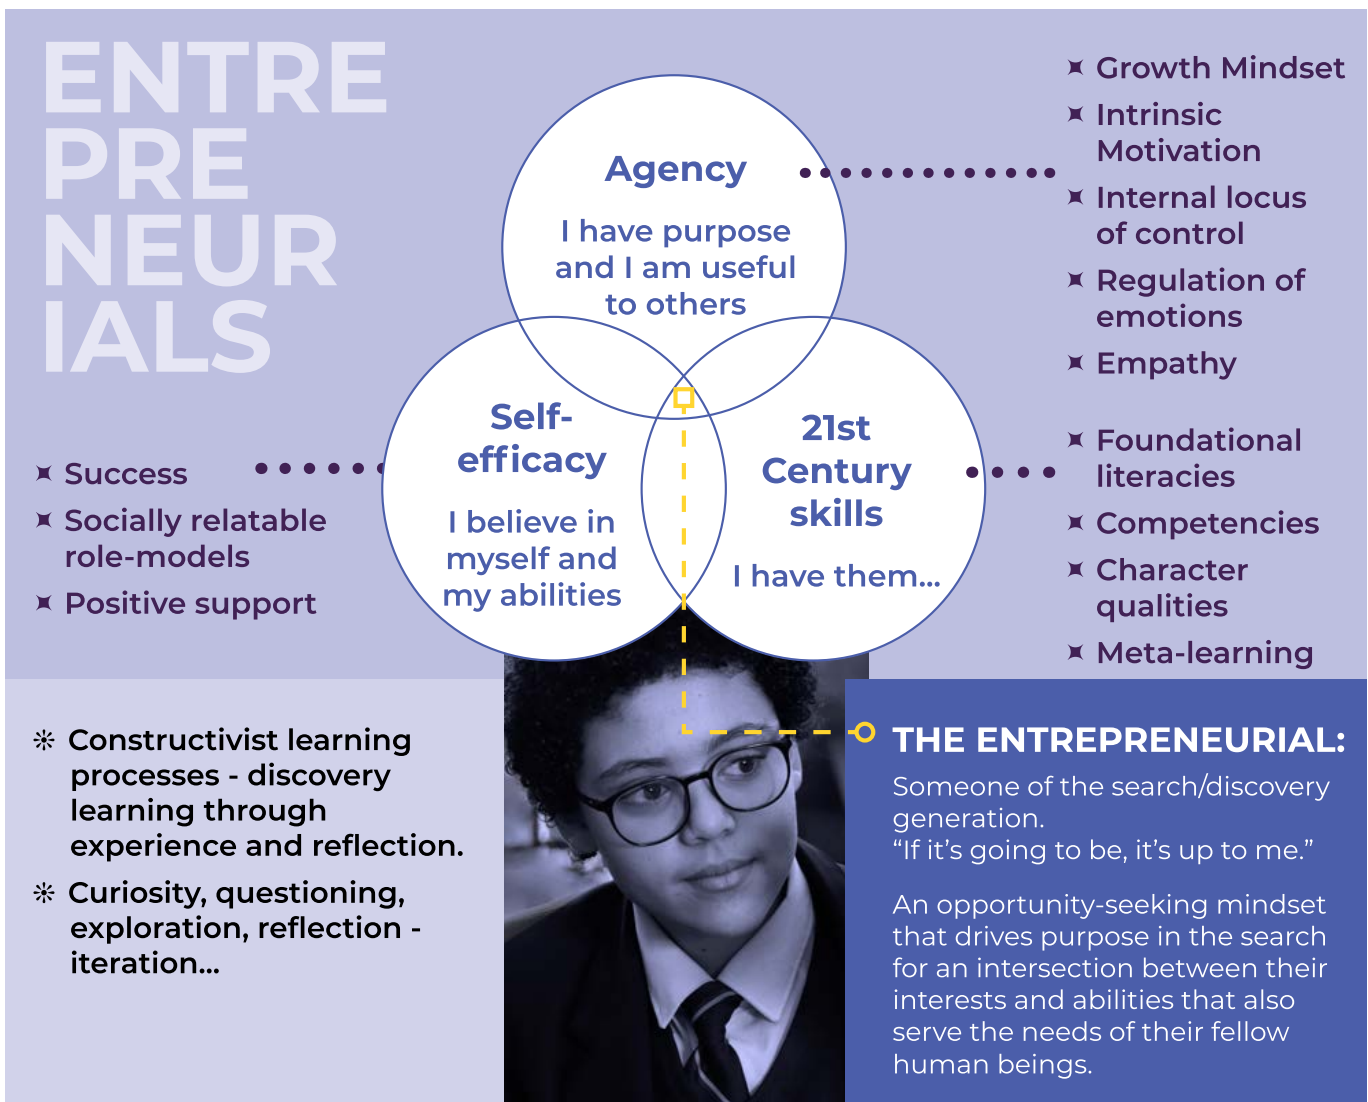 ENTRE
PRE
NEUR
IALS
Agency
I have purpose
and I am useful
to others
Growth Mindset
Intrinsic
Motivation
Internal locus
of control
Regulation of
emotions
Empathy
Self-
efficacy
I believe in
myself and
my abilities
Success
Socially relatable
role-models
Positive support
21st
Century
skills
I have them...
Foundational
literacies
Competencies
Character
qualities
Meta-learning
Constructivist learning
processes - discovery
learning through
experience and reflection.
Curiosity, questioning,
exploration, reflection -
iteration...
THE ENTREPRENEURIAL:
Someone of the search/discovery
generation.
“If it’s going to be, it’s up to me.”
An opportunity-seeking mindset
that drives purpose in the search
for an intersection between their
interests and abilities that also
serve the needs of their fellow
human beings.